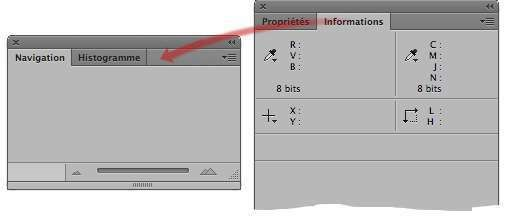 Navigation Histogramme
Propriétés Informations
R :
V :
B :
8 bits
C :
M :
J :
N :
8 bits
X :
Y :
L :
H :